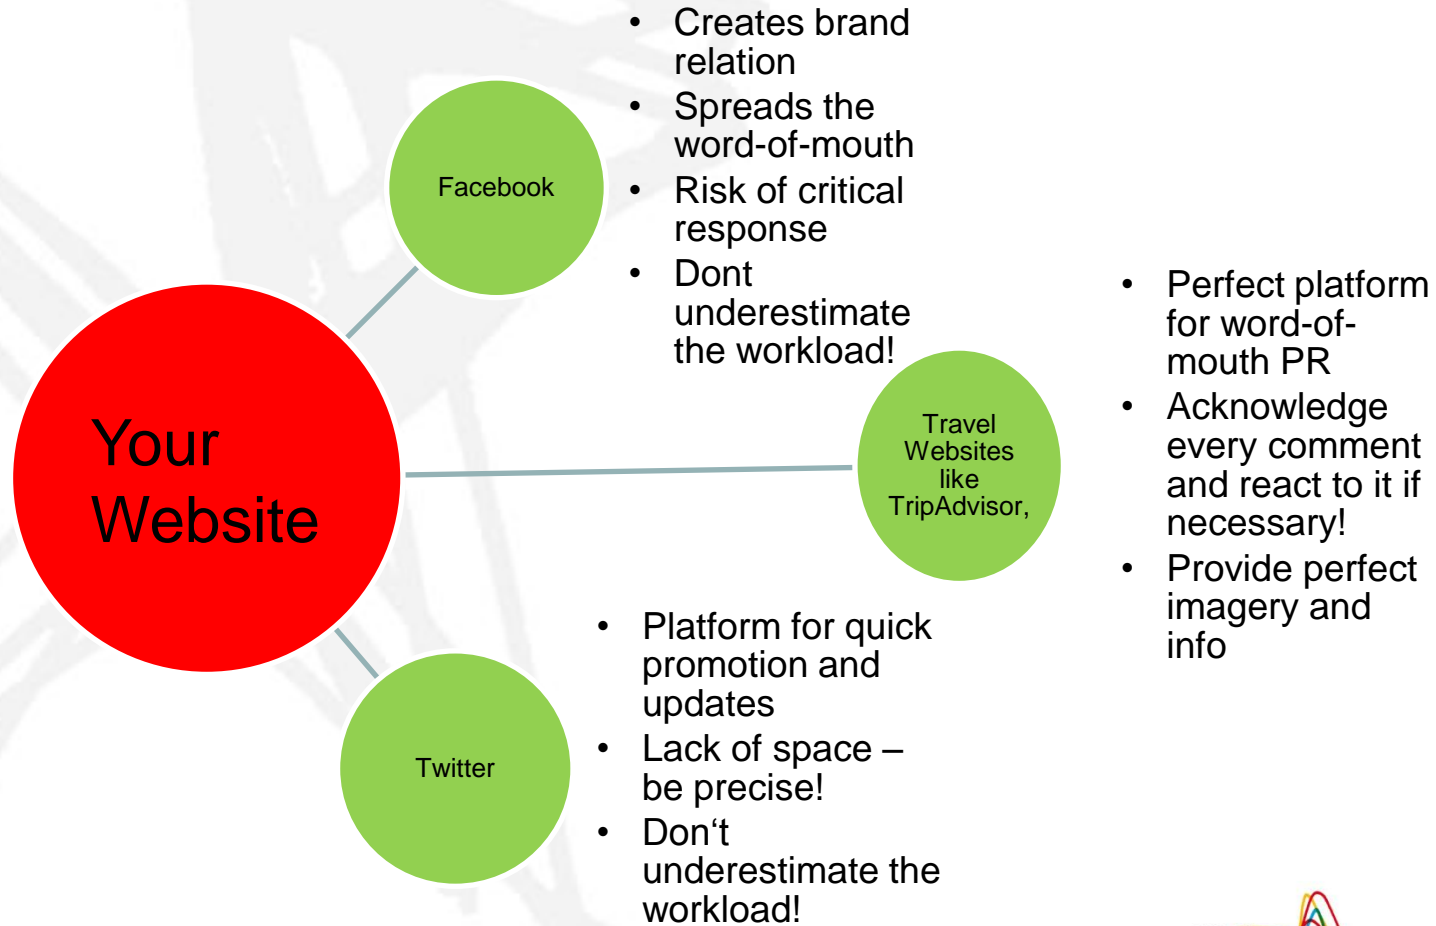 • Creates brand
relation
• Spreads the
word-of-mouth
• Risk of critical
response
• Dont
underestimate
the workload!
Facebook
Your
Website
Travel
Websites
like
TripAdvisor,
• Perfect platform
for word-of-
mouth PR
• Acknowledge
every comment
and react to it if
necessary!
• Provide perfect
imagery and
info
Twitter
• Platform for quick
promotion and
updates
• Lack of space –
be precise!
• Don‘t
underestimate the
workload!